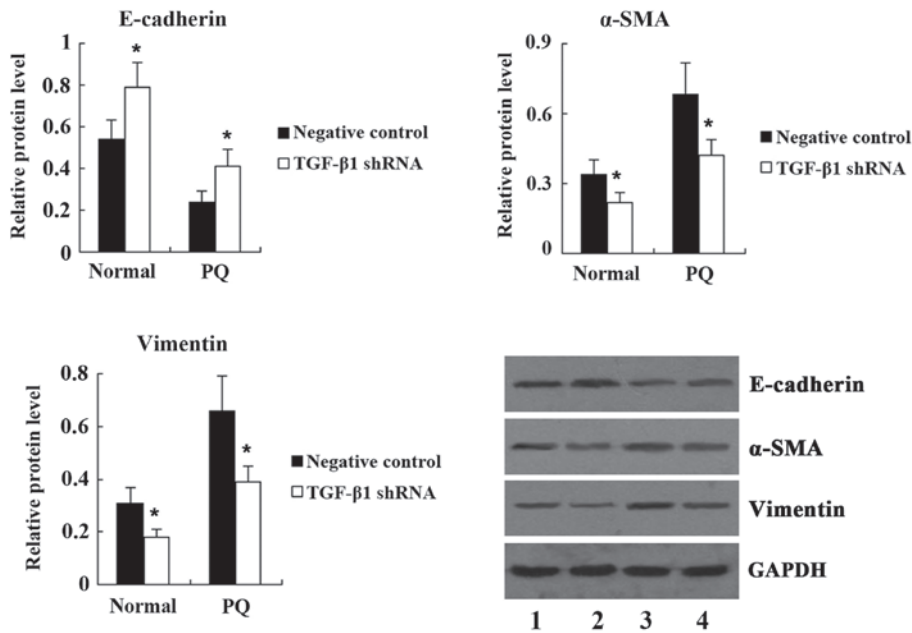 E-cadherin
Relative protein level
1
0.8
0.6
0.4
0.2
0
*
*
Normal
PQ
Negative control
TGF-β1 shRNA
α-SMA
Relative protein level
0.9
0.6
0.3
0
*
*
Normal
PQ
Negative control
TGF-β1 shRNA
Vimentin
Relative protein level
0.8
0.6
0.4
0.2
0
*
*
Normal
PQ
Negative control
TGF-β1 shRNA
E-cadherin
α-SMA
Vimentin
GAPDH
1 2 3 4